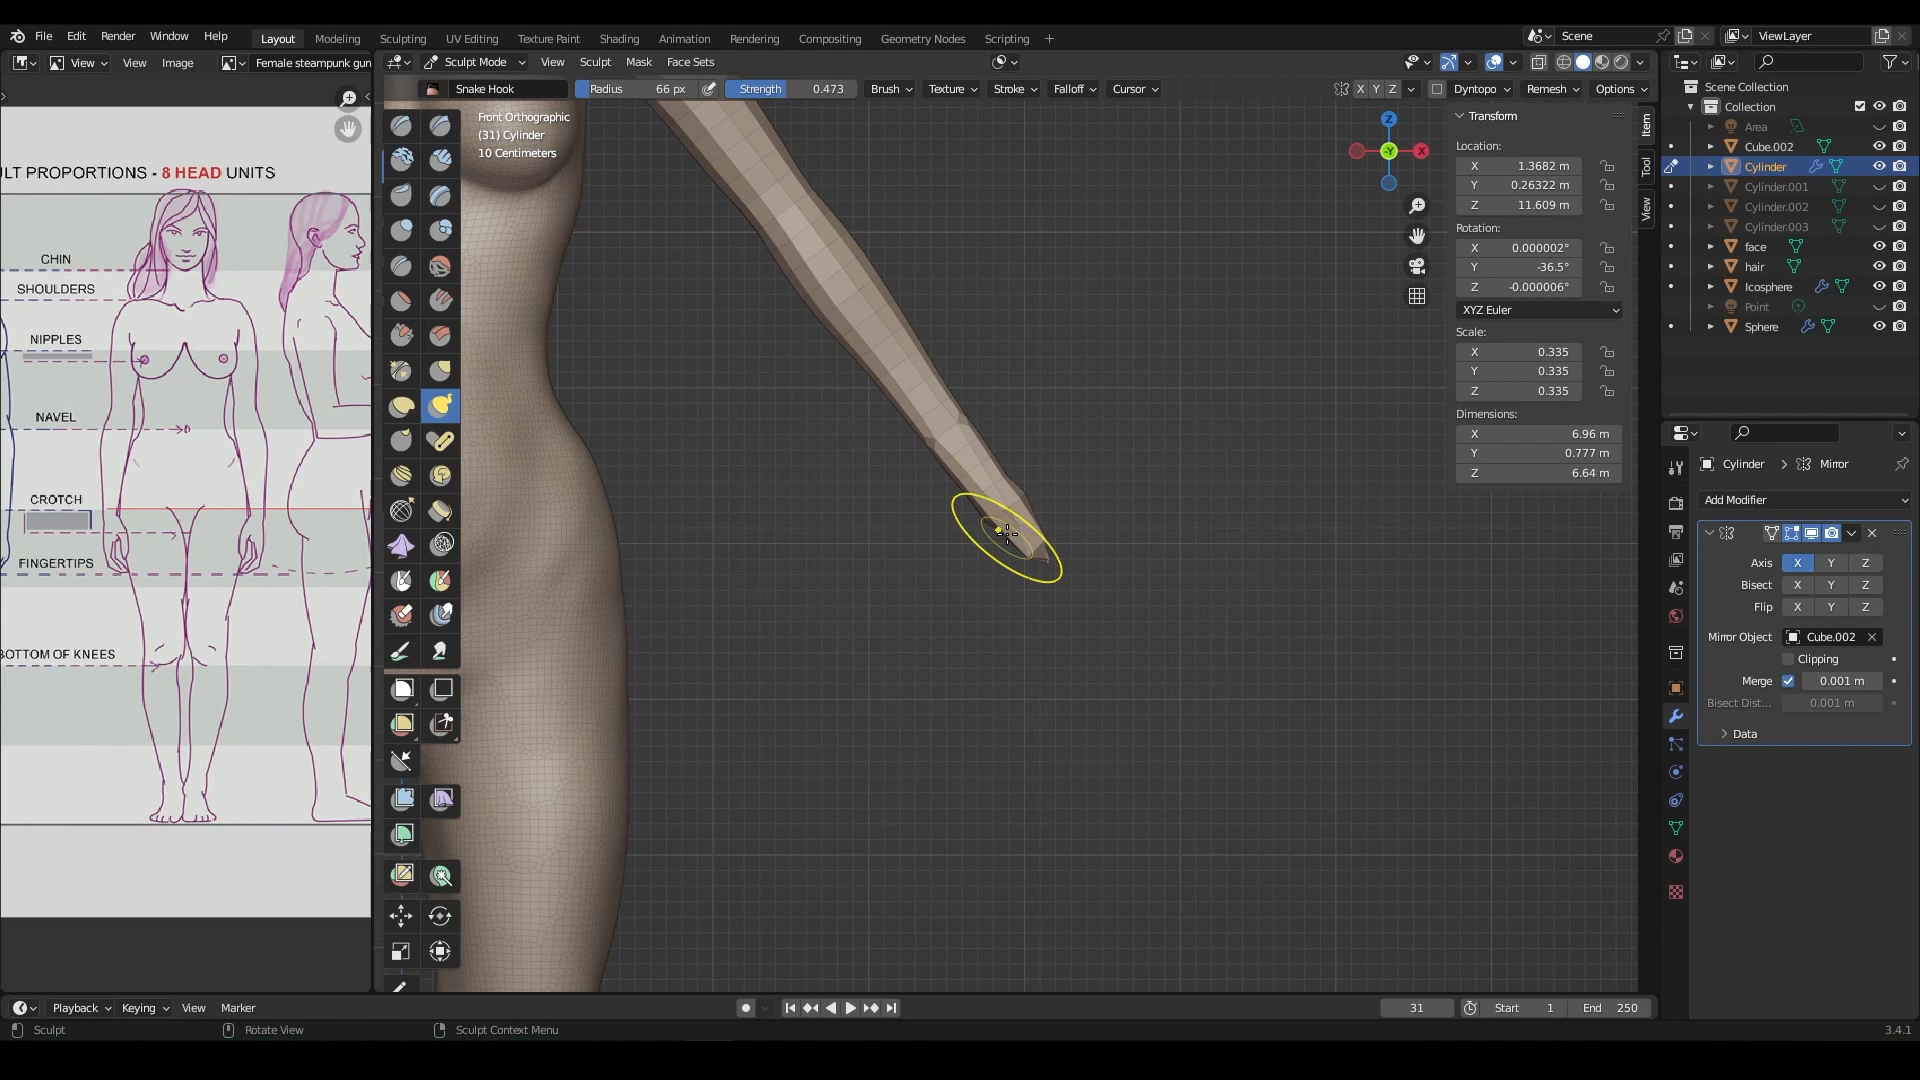 File Edit Render Window Help Layout Modeling Sculpting UV Editing Texture Paint Shading Animation Rendering Compositing Geometry Nodes Scripting + Scene ViewLayer
View View Image Female steampunk gun Sculpt Mode View Sculpt Mask Face Sets
Snake Hook Radius 66 px Strength 0.473 Brush Texture Stroke Falloff Cursor X Y Z Dyntopo Remesh Options
Front Orthographic
(31) Cylinder
10 Centimeters
ULT PROPORTIONS - 8 HEAD UNITS
CHIN
SHOULDERS
NIPPLES
NAVEL
CROTCH
FINGERTIPS
BOTTOM OF KNEES
Z
-Y
X
Transform
Location:
X 1.3682 m
Y 0.26322 m
Z 11.609 m
Rotation:
X 0.000002°
Y -36.5°
Z -0.000006°
XYZ Euler
Scale:
X 0.335
Y 0.335
Z 0.335
Dimensions:
X 6.96 m
Y 0.777 m
Z 6.64 m
Item
Tool
View
Scene Collection
Collection
Area
Cube.002
Cylinder
Cylinder.001
Cylinder.002
Cylinder.003
face
hair
Icosphere
Point
Sphere
Cylinder > Mirror
Add Modifier
Axis X Y Z
Bisect X Y Z
Flip X Y Z
Mirror Object Cube.002
Clipping
Merge 0.001 m
Bisect Dist... 0.001 m
Data
Playback Keying View Marker 31 Start 1 End 250
Sculpt Rotate View Sculpt Context Menu 3.4.1